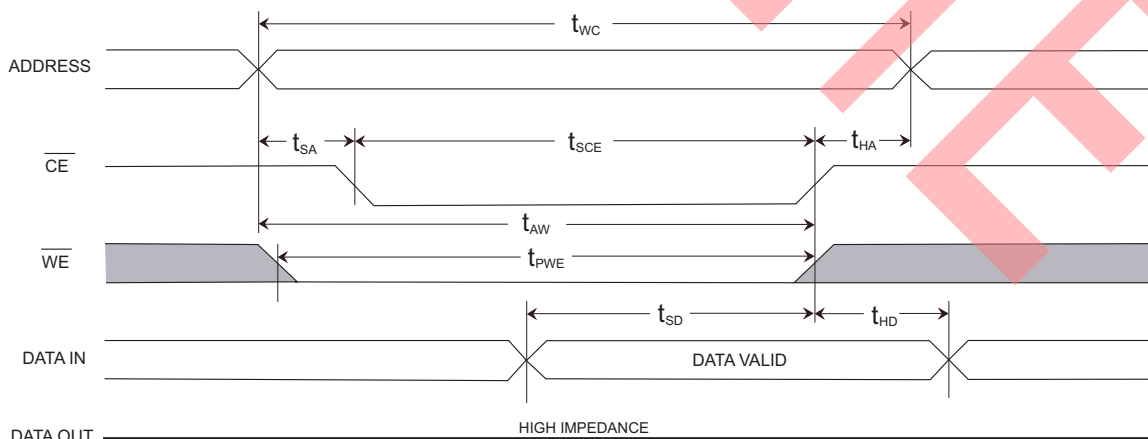 tWC
ADDRESS
tSA
tSCE
tHA
CE
tAW
WE
tPWE
tSD
tHD
DATA IN
DATA VALID
HIGH IMPEDANCE
DATA OUT